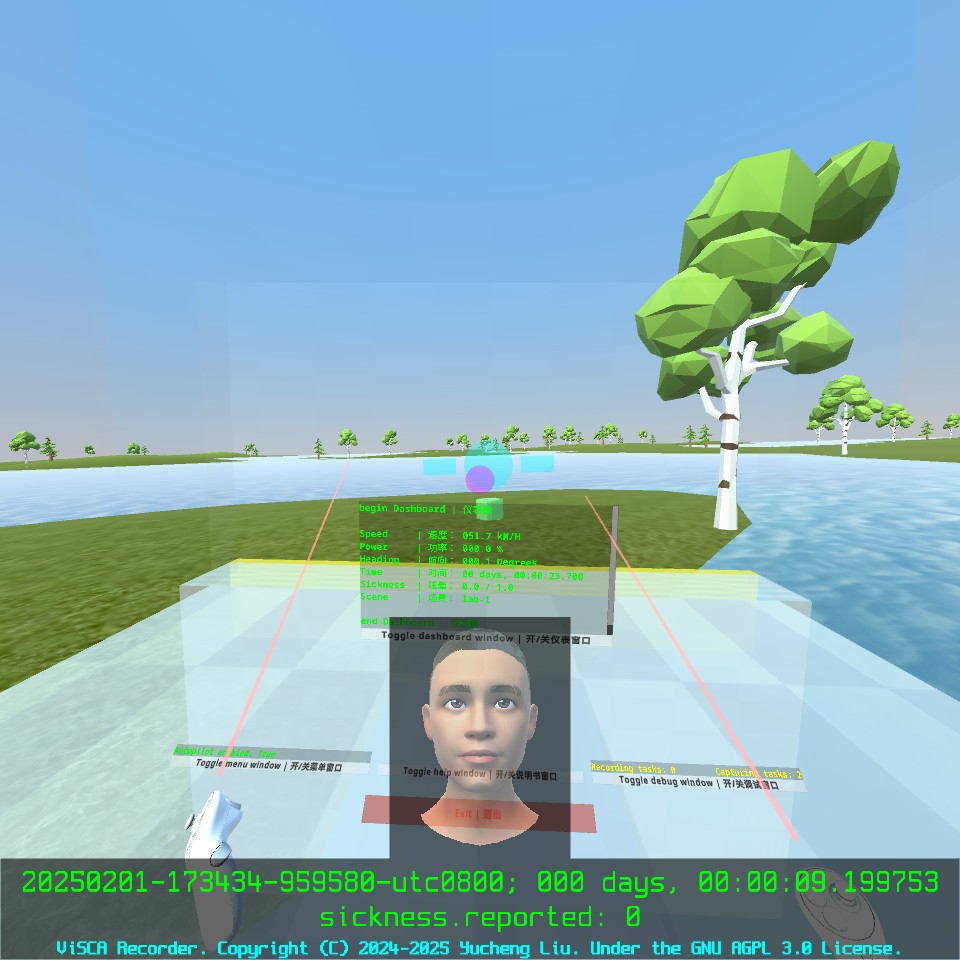 begin Dashboard | 仪表盘
Speed | 速度： 051.7 kM/H
Power | 功率： 000.0 %
Heading | 航向： 000.1 Degrees
Time | 时间： 00 days, 00:00:23.700
Sickness | 眩晕： 0.0 / 1.0
Scene | 场景： lab-1
end Dashboard
Toggle dashboard window | 开/关仪表窗口
Autopilot enabled: True
Toggle menu window | 开/关菜单窗口
Toggle help window | 开/关说明书窗口
Recording tasks: 0 Capturing tasks: 2
Toggle debug window | 开/关调试窗口
Exit | 退出
20250201-173434-959580-utc0800; 000 days, 00:00:09.199753
sickness.reported: 0
ViSCA Recorder. Copyright (C) 2024-2025 Yucheng Liu. Under the GNU AGPL 3.0 License.